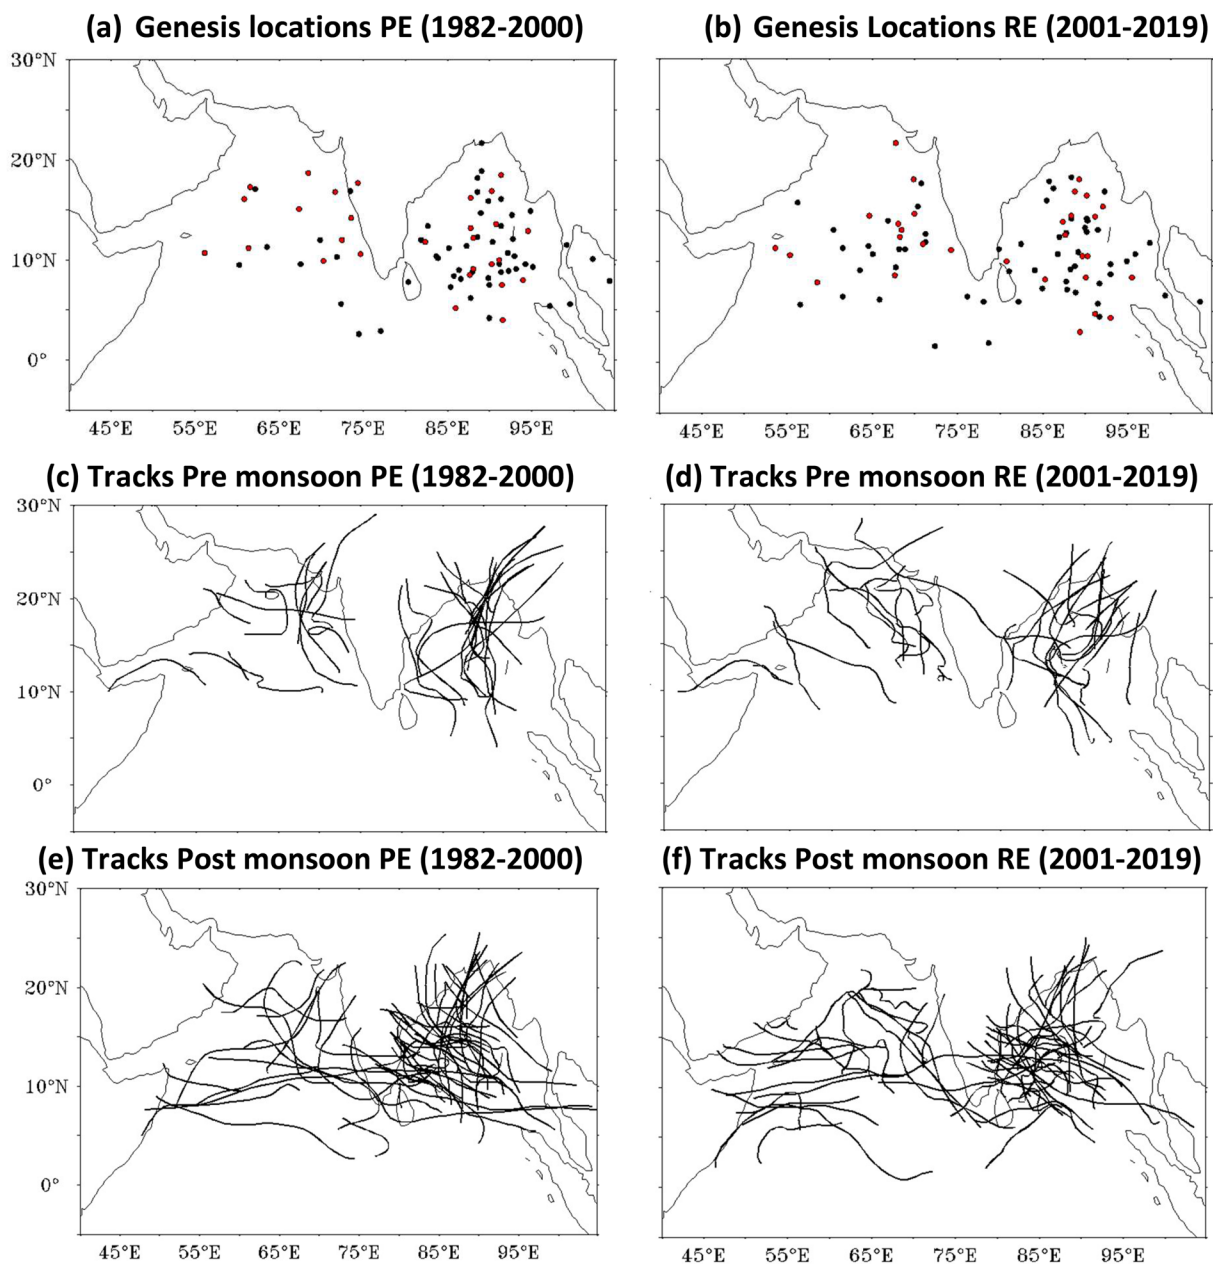 (a) Genesis locations PE (1982-2000)
(b) Genesis Locations RE (2001-2019)
30°N
20°N
10°N
0°
45°E 55°E 65°E 75°E 85°E 95°E
45°E 55°E 65°E 75°E 85°E 95°E
(c) Tracks Pre monsoon PE (1982-2000)
(d) Tracks Pre monsoon RE (2001-2019)
30°N
20°N
10°N
0°
(e) Tracks Post monsoon PE (1982-2000)
(f) Tracks Post monsoon RE (2001-2019)
30°N
20°N
10°N
0°
45°E 55°E 65°E 75°E 85°E 95°E
45°E 55°E 65°E 75°E 85°E 95°E